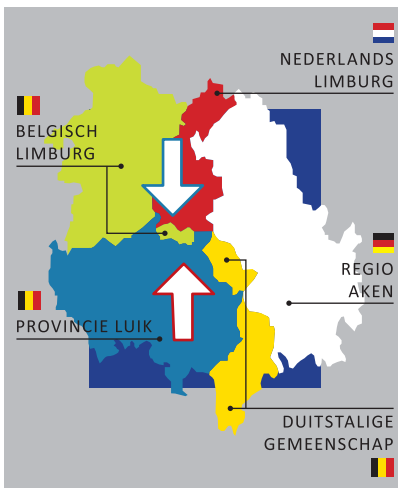 NEDERLANDS
LIMBURG
BELGISCH
LIMBURG
REGIO
AKEN
PROVINCIE LUIK
DUITSTALIGE
GEMEENSCHAP